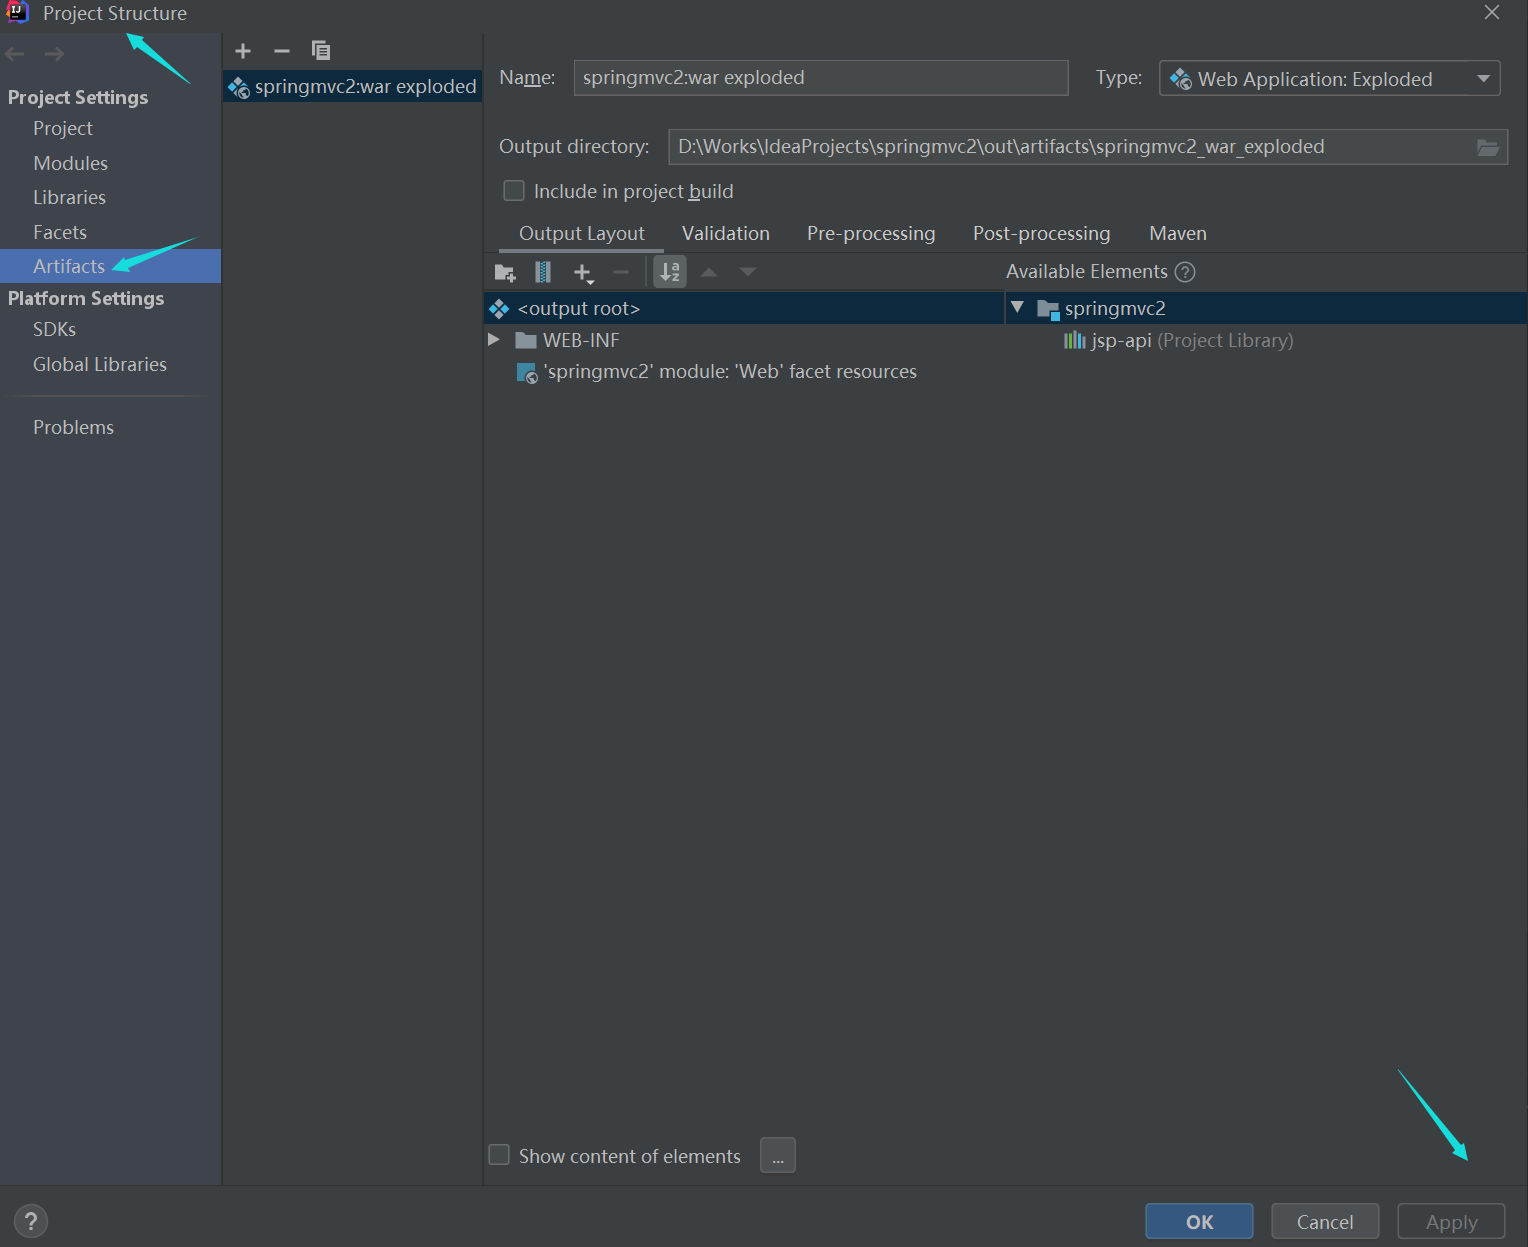 Project Structure
Project Settings
Project
Modules
Libraries
Facets
Artifacts
Platform Settings
SDKs
Global Libraries
Problems
springmvc2:war exploded
Name: springmvc2:war exploded Type: Web Application: Exploded
Output directory: D:\Works\IdeaProjects\springmvc2\out\artifacts\springmvc2_war_exploded
Include in project build
Output Layout Validation Pre-processing Post-processing Maven
Available Elements ?
<output root>
WEB-INF
'springmvc2' module: 'Web' facet resources
springmvc2
jsp-api (Project Library)
Show content of elements ...
? OK Cancel Apply